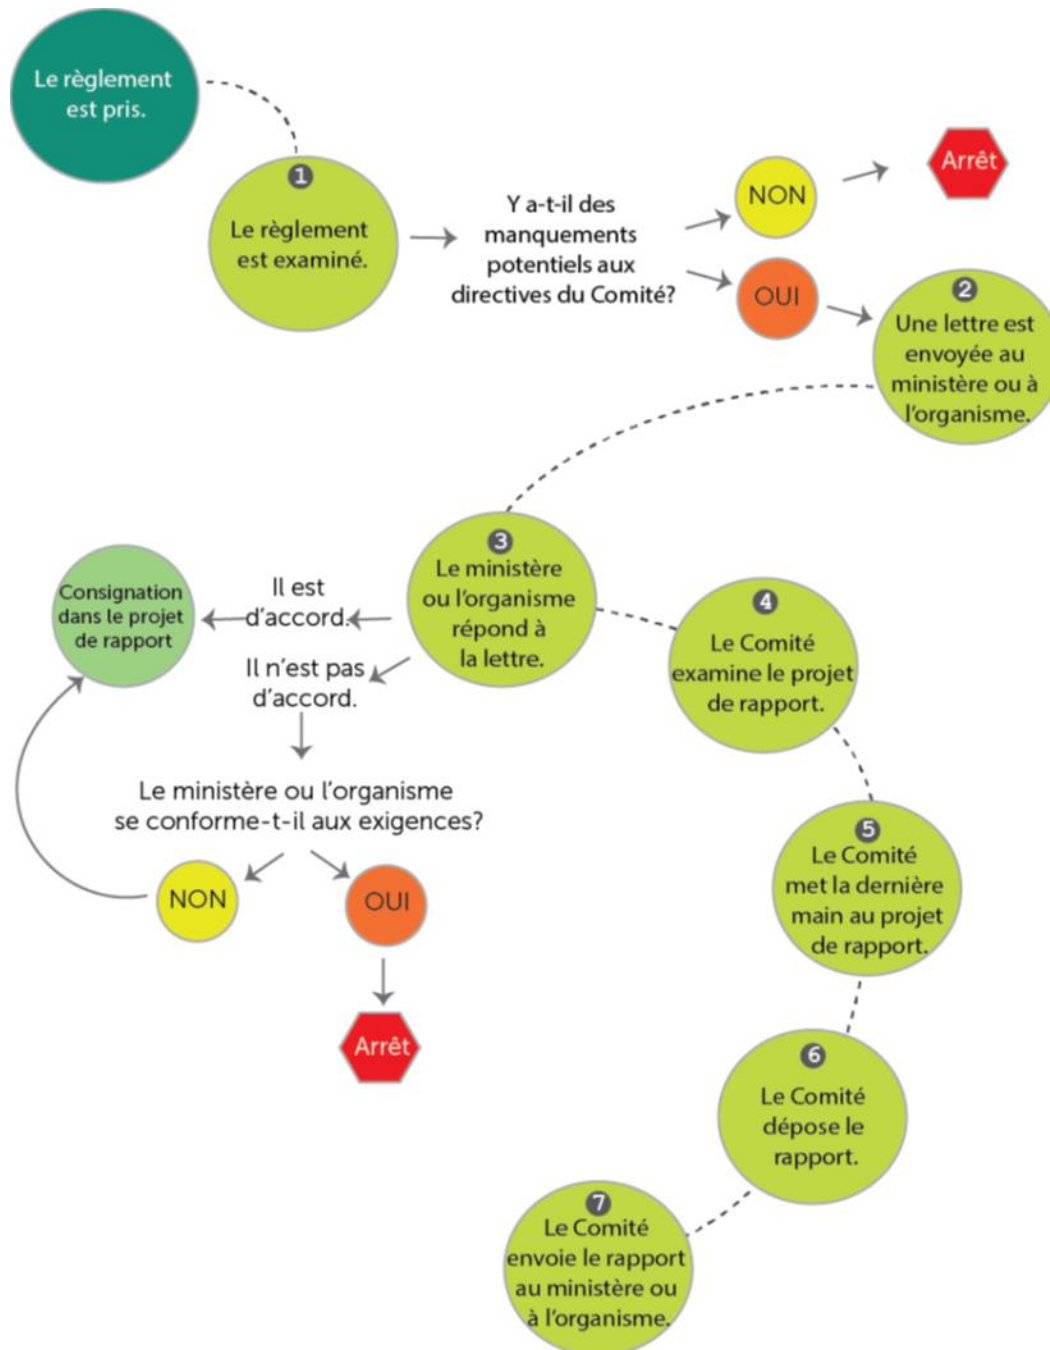 Le règlement
est pris.
1
Le règlement
est examiné.
Y a-t-il des
manquements
potentiels aux
directives du Comité?
NON
Arrêt
OUI
2
Une lettre est
envoyée au
ministère ou à
l'organisme.
3
Le ministère
ou l'organisme
répond à
la lettre.
Il est
d'accord.
Consignation
dans le projet
de rapport
Il n'est pas
d'accord.
Le ministère ou l'organisme
se conforme-t-il aux exigences?
NON
OUI
Arrêt
4
Le Comité
examine le projet
de rapport.
5
Le Comité
met la dernière
main au projet
de rapport.
6
Le Comité
dépose le
rapport.
7
Le Comité
envoie le rapport
au ministère ou
à l'organisme.